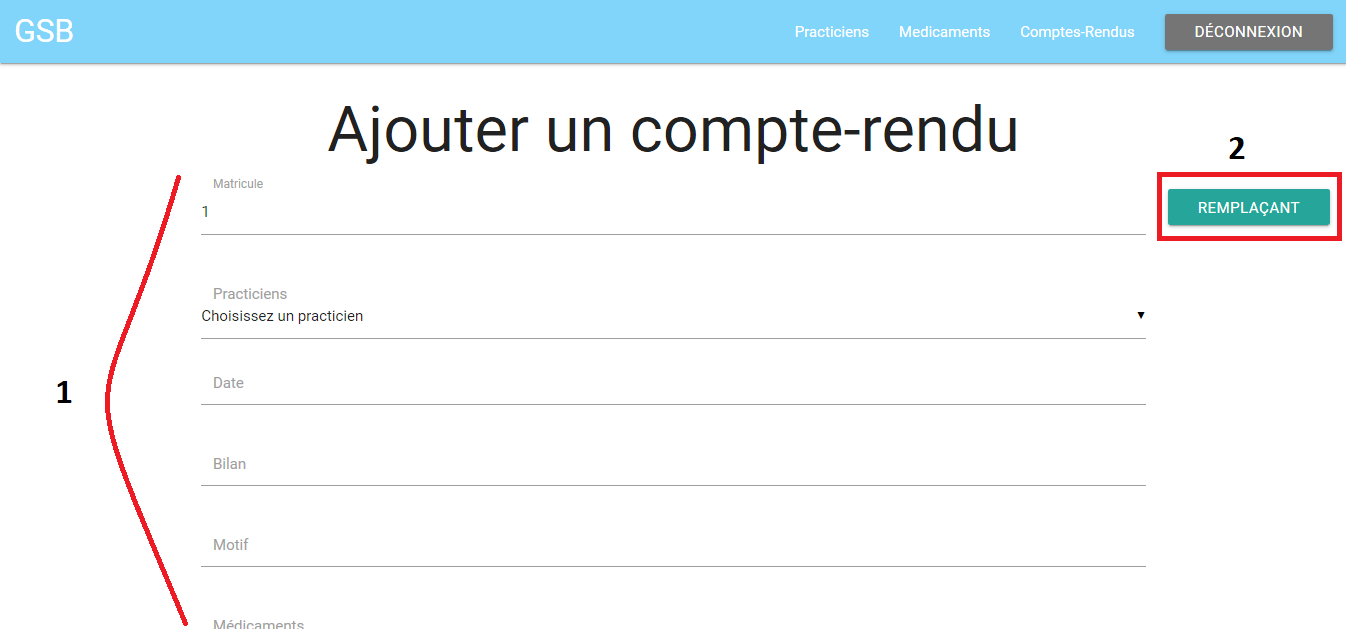 GSB
Practiciens Medicaments Comptes-Rendus DÉCONNEXION
Ajouter un compte-rendu
2
Matricule
1
REMPLAÇANT
Practiciens
Choisissez un practicien
1
Date
Bilan
Motif
Médicaments